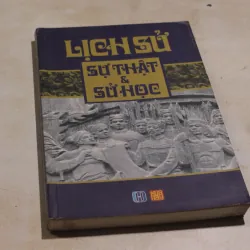 LỊCH SỬ
SỰ THẬT
&
SỬ HỌC